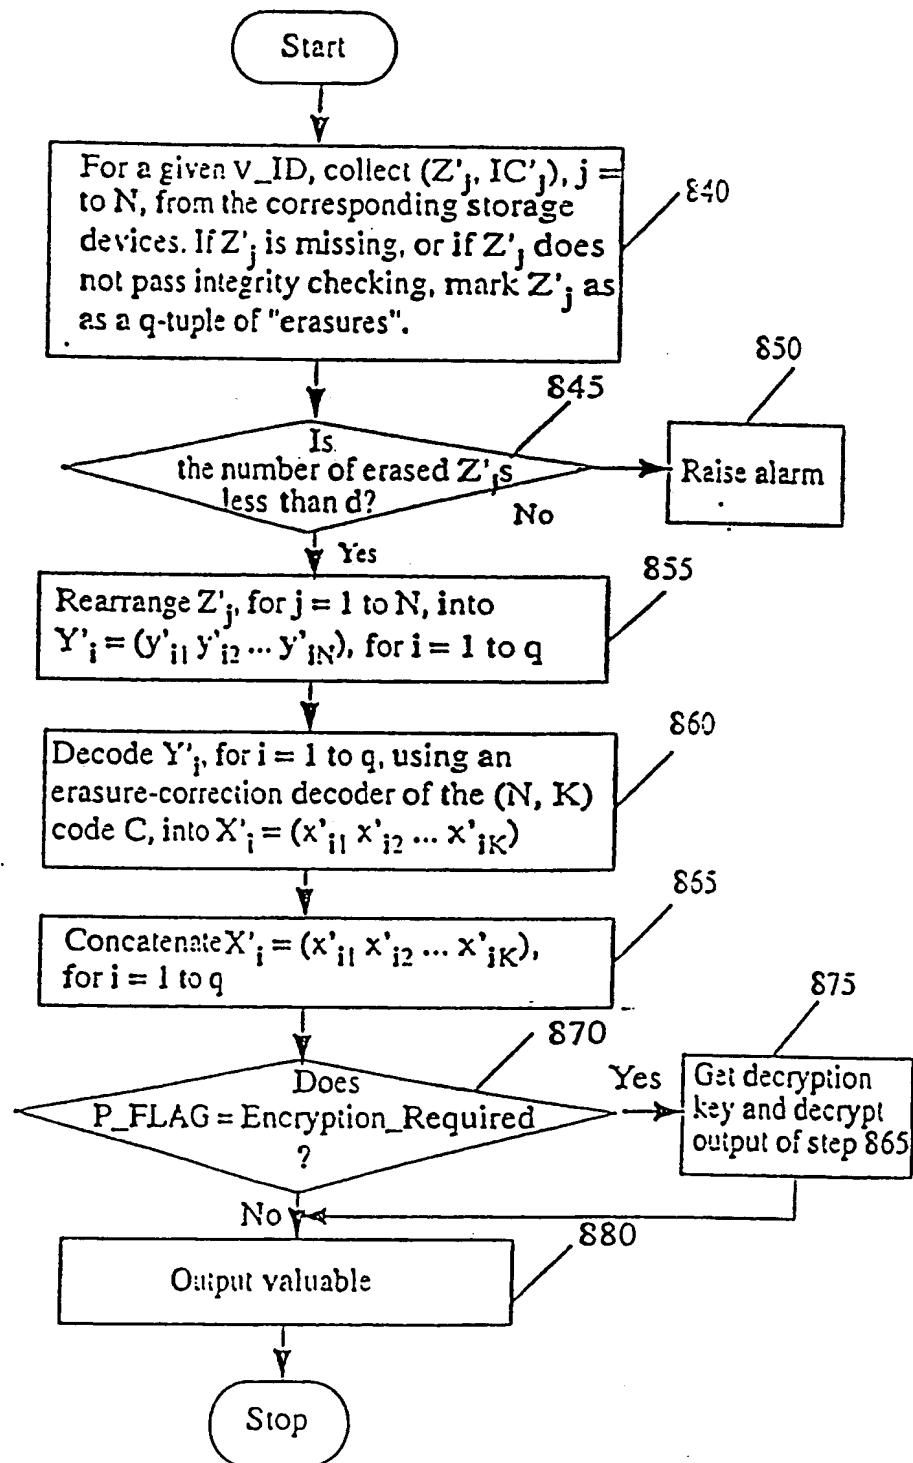 Start
For a given V_ID, collect (Z'j, IC'j), j =
to N, from the corresponding storage
devices. If Z'j is missing, or if Z'j does
not pass integrity checking, mark Z'j as
as a q-tuple of "erasures".
840
845
850
Is
the number of erased Z'js
less than d?
No
Raise alarm
Yes
855
Rearrange Z'j, for j = 1 to N, into
Y'i = (y'i1 y'i2 ... y'iN), for i = 1 to q
860
Decode Y'i, for i = 1 to q, using an
erasure-correction decoder of the (N, K)
code C, into X'i = (x'i1 x'i2 ... x'iK)
865
Concatenate X'i = (x'i1 x'i2 ... x'iK),
for i = 1 to q
870
875
Does
P_FLAG = Encryption_Required
?
Yes
Get decryption
key and decrypt
output of step 865
No
880
Output valuable
Stop